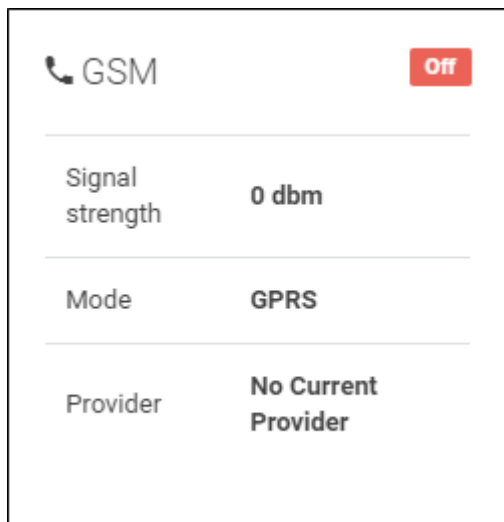 GSM
Off
Signal
strength
0 dbm
Mode
GPRS
Provider
No Current
Provider